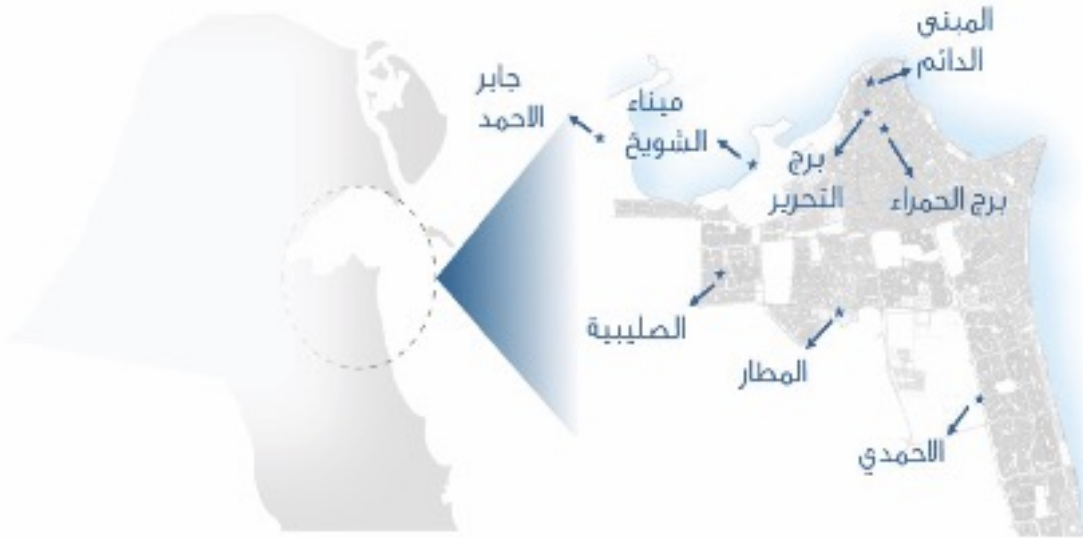 المبنى
الدائم
جابر
الاحمد
ميناء
الشويخ
برج
التحرير
برج الحمراء
الصليبية
المطار
الاحمدي